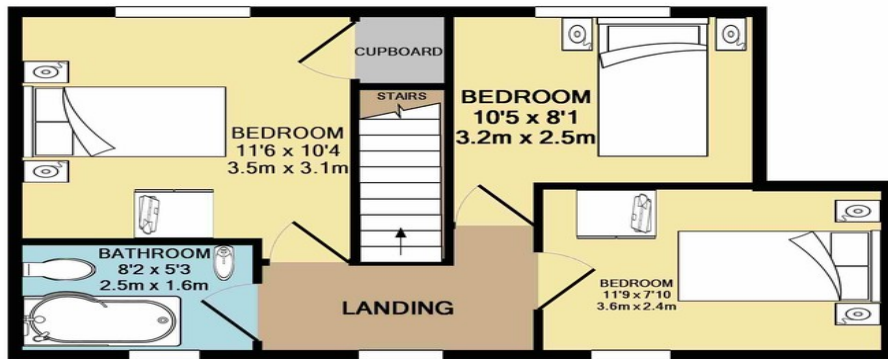 CUPBOARD
STAIRS
BEDROOM
10'5 x 8'1
3.2m x 2.5m
BEDROOM
11'6 x 10'4
3.5m x 3.1m
BATHROOM
8'2 x 5'3
2.5m x 1.6m
LANDING
BEDROOM
11'9 x 7'10
3.6m x 2.4m